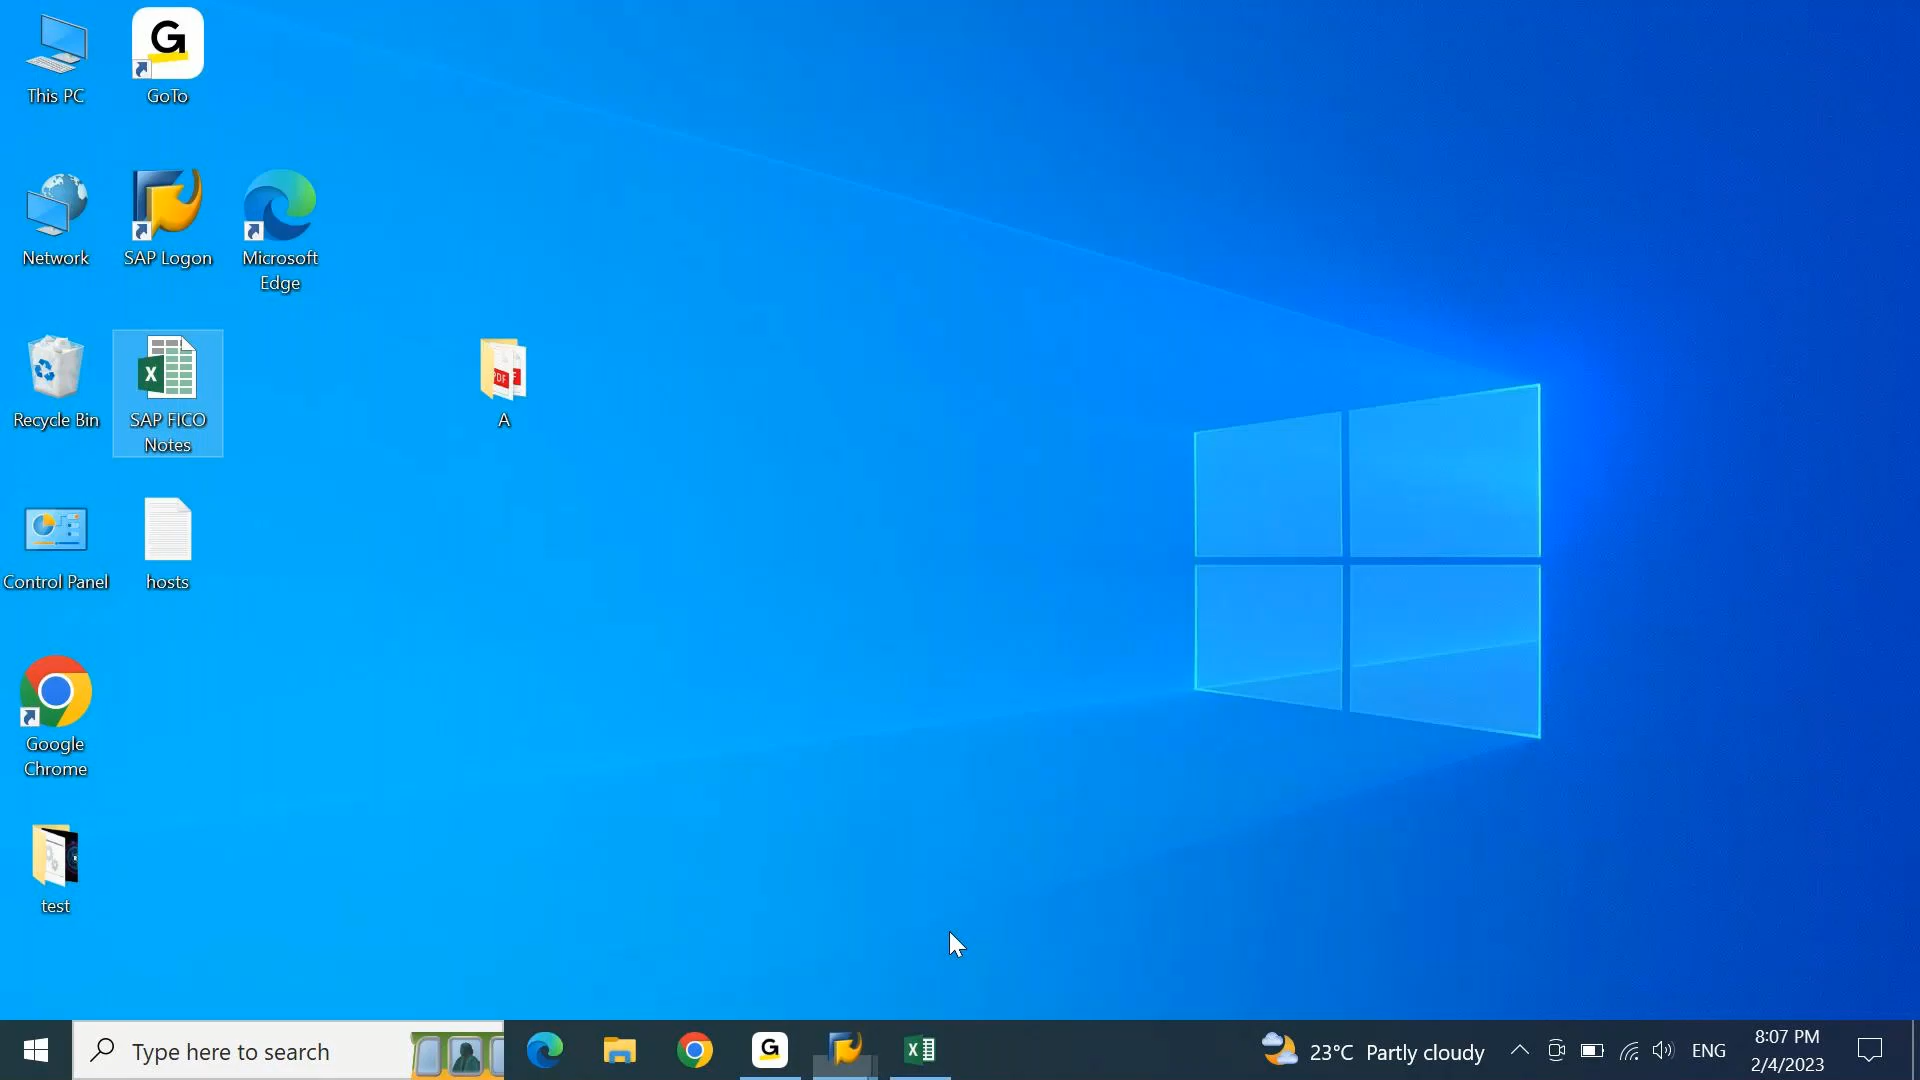 This PC
G
GoTo
Network
SAP Logon
Microsoft
Edge
Recycle Bin
X
SAP FICO
Notes
PDF
A
Control Panel
hosts
Google
Chrome
test
Type here to search
G
X
23°C Partly cloudy
ENG
8:07 PM
2/4/2023